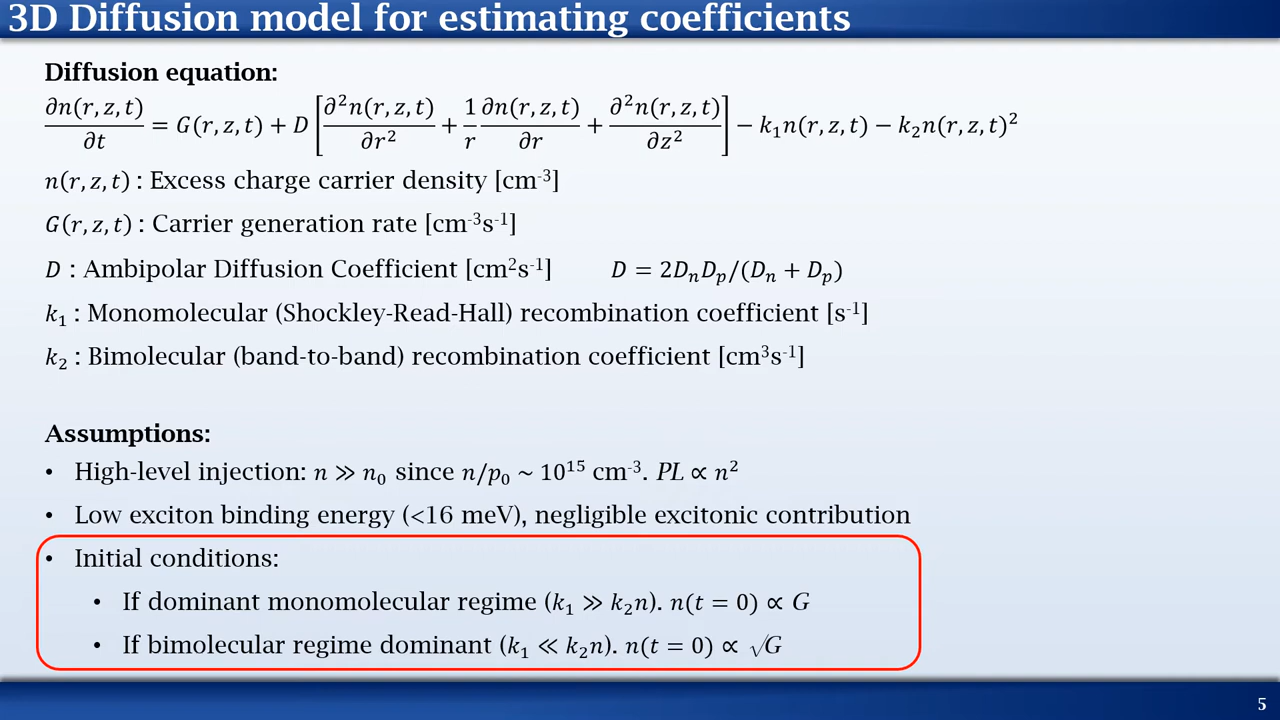 3D Diffusion model for estimating coefficients
Diffusion equation:
∂n(r, z, t)/∂t = G(r, z, t) + D [∂²n(r, z, t)/∂r² + 1/r ∂n(r, z, t)/∂r + ∂²n(r, z, t)/∂z²] − k₁n(r, z, t) − k₂n(r, z, t)²
n(r, z, t) : Excess charge carrier density [cm⁻³]
G(r, z, t) : Carrier generation rate [cm⁻³s⁻¹]
D : Ambipolar Diffusion Coefficient [cm²s⁻¹] D = 2DₙDₚ/(Dₙ + Dₚ)
k₁ : Monomolecular (Shockley-Read-Hall) recombination coefficient [s⁻¹]
k₂ : Bimolecular (band-to-band) recombination coefficient [cm³s⁻¹]
Assumptions:
• High-level injection: n ≫ n₀ since n/p₀ ~ 10¹⁵ cm⁻³. PL ∝ n²
• Low exciton binding energy (<16 meV), negligible excitonic contribution
• Initial conditions:
• If dominant monomolecular regime (k₁ ≫ k₂n). n(t = 0) ∝ G
• If bimolecular regime dominant (k₁ ≪ k₂n). n(t = 0) ∝ √G
5